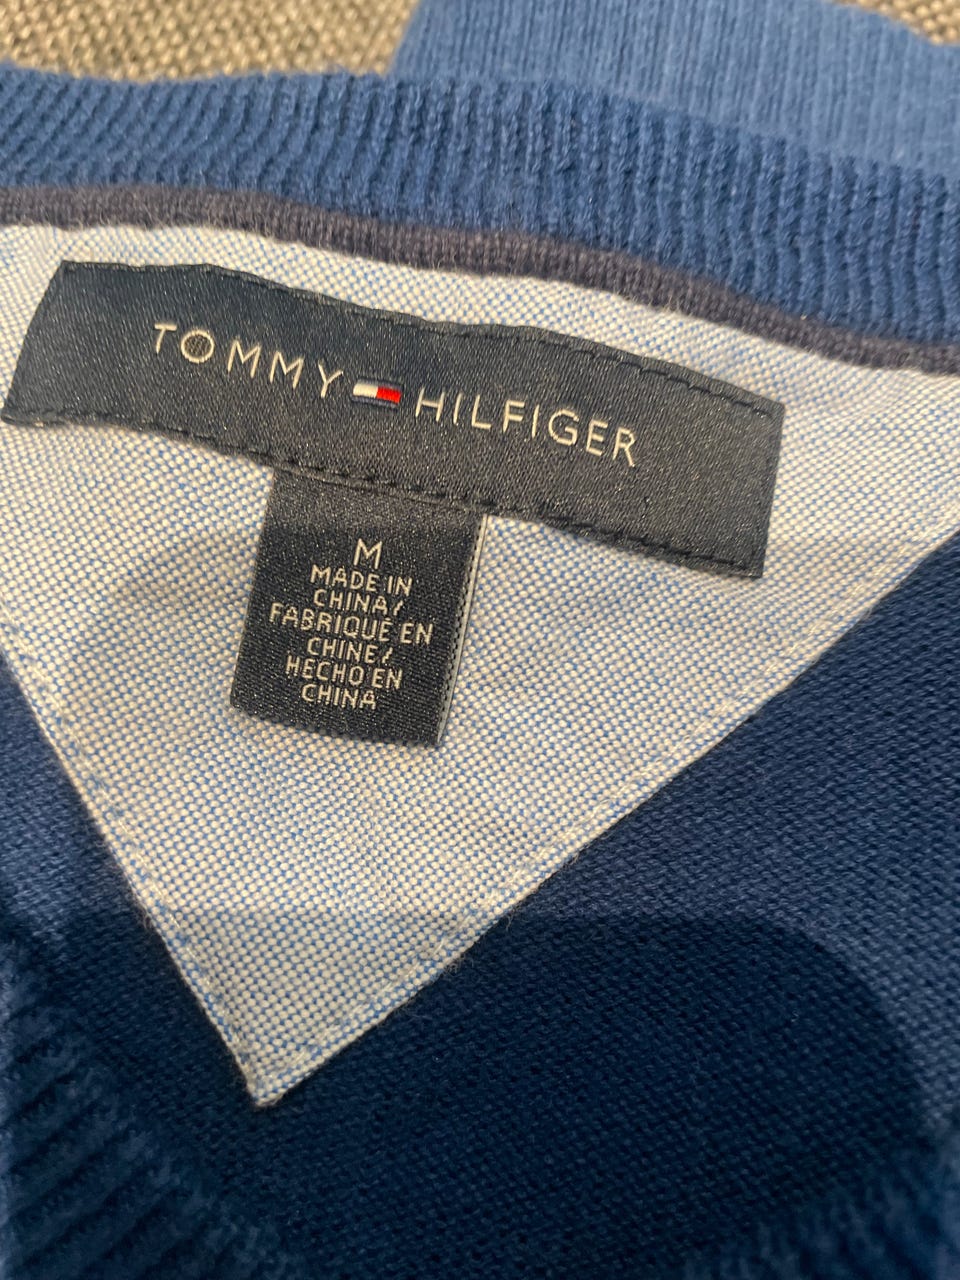 TOMMY HILFIGER
M
MADE IN
CHINA/
FABRIQUÉ EN
CHINE/
HECHO EN
CHINA